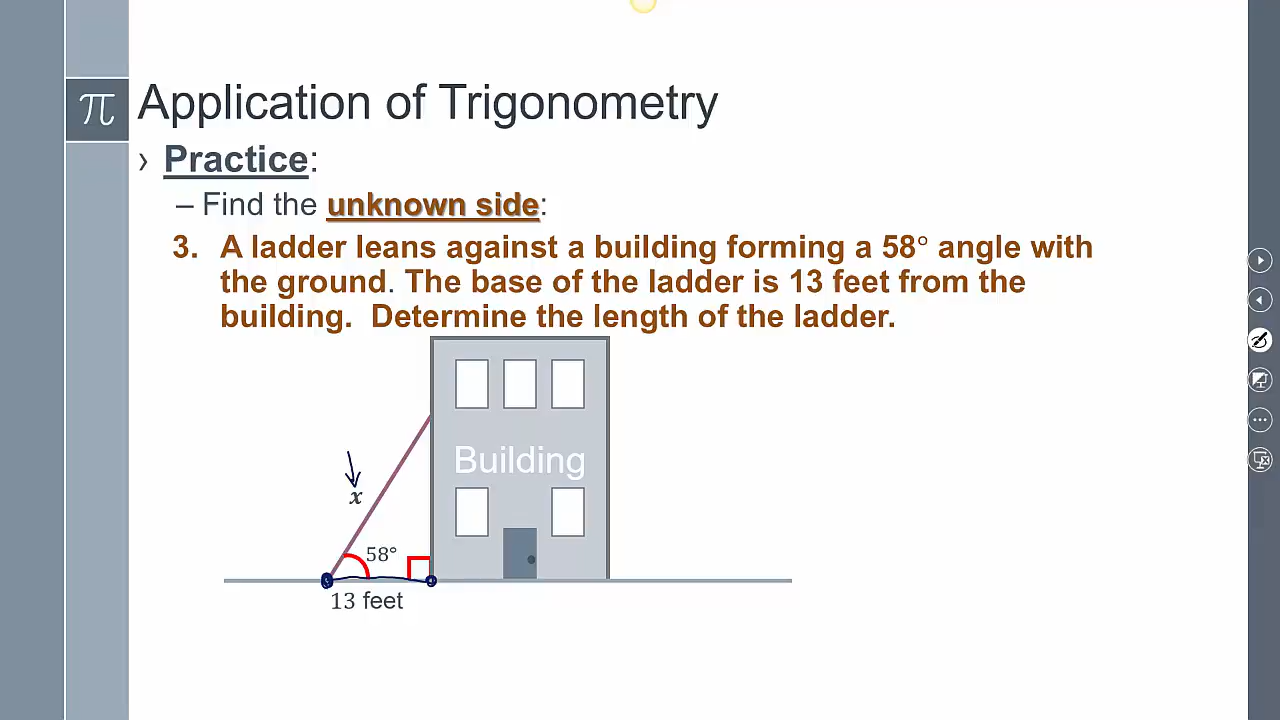 π Application of Trigonometry
› Practice:
– Find the unknown side:
3. A ladder leans against a building forming a 58° angle with
the ground. The base of the ladder is 13 feet from the
building. Determine the length of the ladder.
Building
x
58°
13 feet